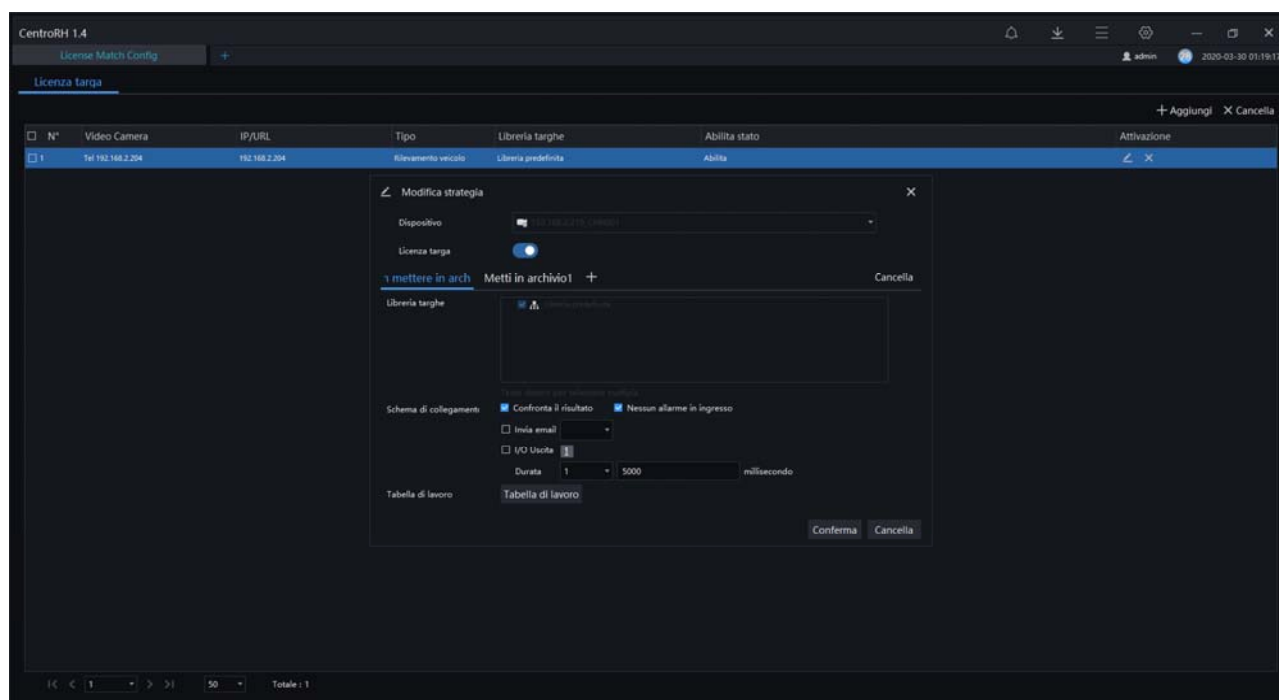 CentroRH 1.4
License Match Config
admin 2020-03-30 01:19:17
Licenza targa
Aggiungi Cancella
N° Video Camera IP/URL Tipo Libreria targhe Abilita stato Attivazione
1 Tel 192.168.2.204 192.168.2.204 Rilevamento veicolo Libreria predefinita Abilita
Modifica strategia
Dispositivo
Licenza targa
mettere in arch Metti in archivio1 + Cancella
Libreria targhe
Schema di collegament Confronta il risultato Nessun allarme in ingresso
Invia email
I/O Uscita 1
Durata 1 5000 millisecondo
Tabella di lavoro Tabella di lavoro
Conferma Cancella
1 50 Totale : 1